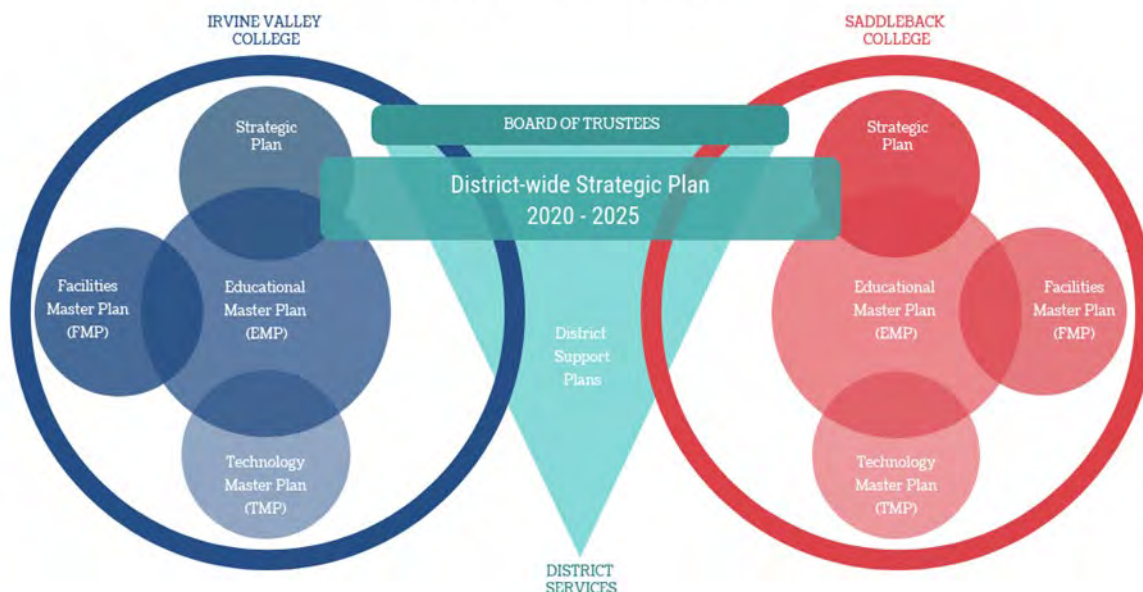 IRVINE VALLEY
COLLEGE
Strategic
Plan
Facilities
Master Plan
(FMP)
Educational
Master Plan
(EMP)
Technology
Master Plan
(TMP)
BOARD OF TRUSTEES
District-wide Strategic Plan
2020 - 2025
District
Support
Plans
DISTRICT
SERVICES
SADDLEBACK
COLLEGE
Strategic
Plan
Educational
Master Plan
(EMP)
Facilities
Master Plan
(FMP)
Technology
Master Plan
(TMP)